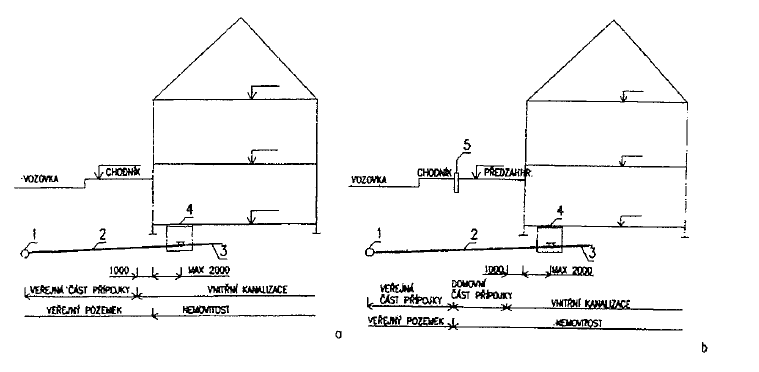 VOZOVKA
CHODNÍK
4
1
2
3
1000
MAX 2000
VEŘEJNÁ ČÁST PŘÍPOJKY
VNITŘNÍ KANALIZACE
VEŘEJNÝ POZEMEK
NEMOVITOST
a
5
VOZOVKA
CHODNÍK
PŘEDZAHR.
4
1
2
3
1000
MAX 2000
VEŘEJNÁ
ČÁST PŘÍPOJKY
DOMOVNÍ
ČÁST PŘÍPOJKY
VNITŘNÍ KANALIZACE
VEŘEJNÝ POZEMEK
NEMOVITOST
b